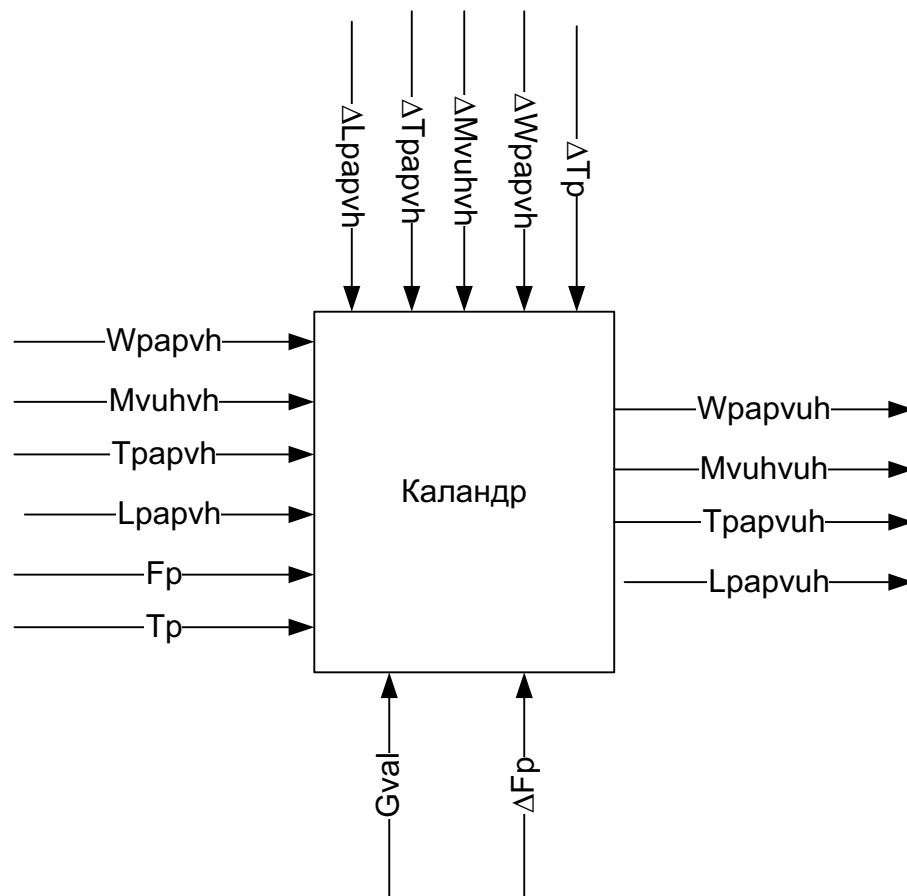 ΔLpapvh
ΔTpapvh
ΔMvuhvh
ΔWpapvh
ΔTp
Wpapvh
Mvuhvh
Tpapvh
Lpapvh
Fp
Tp
Каландр
Wpapvuh
Mvuhvuh
Tpapvuh
Lpapvuh
Gval
ΔFp